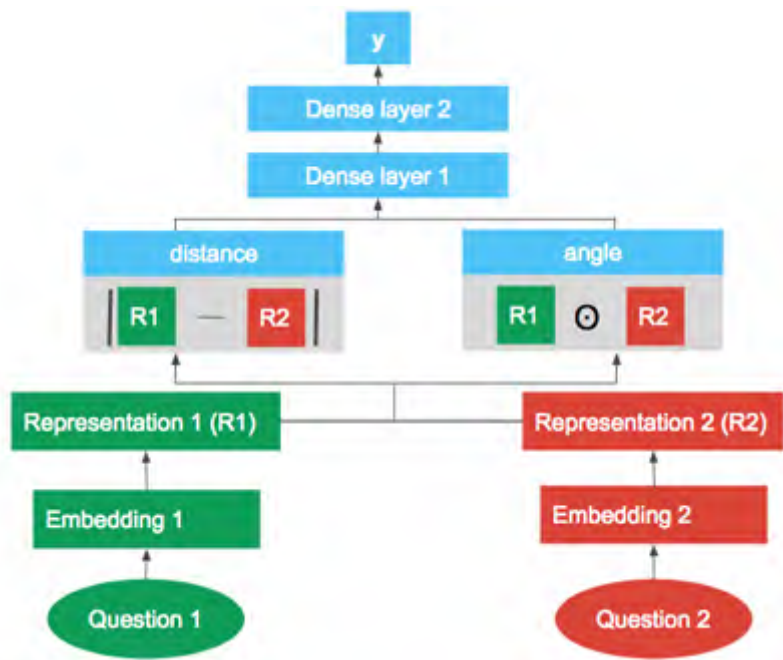 y
Dense layer 2
Dense layer 1
distance
angle
| R1 — R2 |
R1 ⊙ R2
Representation 1 (R1)
Representation 2 (R2)
Embedding 1
Embedding 2
Question 1
Question 2